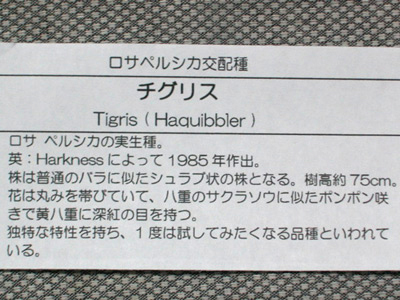 ロサペルシカ交配種
チグリス
Tigris ( Haquibbler )
ロサ ペルシカの実生種。
英：Harkness によって 1985 年作出。
株は普通のバラに似たシュラブ状の株となる。樹高約 75cm。
花は丸みを帯びていて、八重のサクラソウに似たポンポン咲
きで黄八重に深紅の目を持つ。
独特な特性を持ち、１度は試してみたくなる品種といわれて
いる。